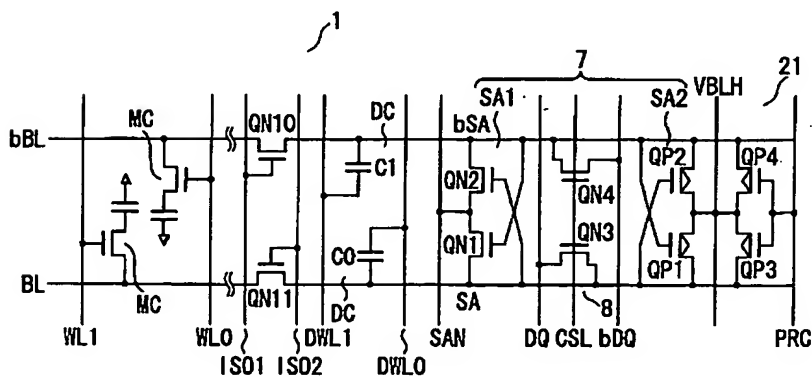 1
7
VBLH
21
MC
QN10
DC
SA1
bSA
SA2
bBL
C1
QN2
QN4
QP2
QP4
C0
QN1
QN3
QP1
QP3
BL
MC
QN11
DC
SA
8
WL1
WL0
ISO1
DWL1
ISO2
DWL0
SAN
DQ
CSL
bDQ
PRC